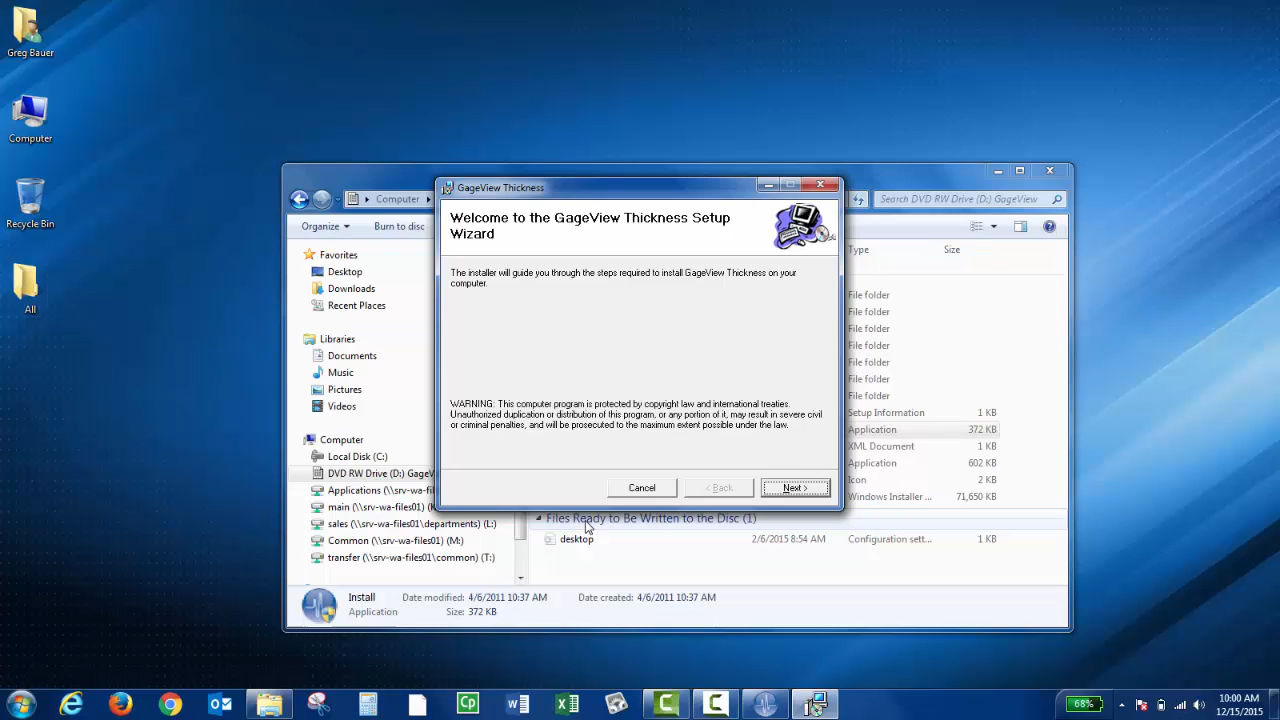 Greg Bauer
Computer
Recycle Bin
All
Computer
Search DVD RW Drive (D:) GageView
Organize
Burn to disc
Favorites
Desktop
Downloads
Recent Places
Libraries
Documents
Music
Pictures
Videos
Computer
Local Disk (C:)
DVD RW Drive (D:) GageV
Applications (\\srv-wa-fil
main (\\srv-wa-files01) (
sales (\\srv-wa-files01\departments) (L:)
Common (\\srv-wa-files01) (M:)
transfer (\\srv-wa-files01\common) (T:)
Type
Size
File folder
File folder
File folder
File folder
File folder
File folder
Setup Information
1 KB
Application
372 KB
XML Document
1 KB
Application
602 KB
Icon
2 KB
Windows Installer ...
71,650 KB
Files Ready to Be Written to the Disc (1)
desktop
2/6/2015 8:54 AM
Configuration sett...
1 KB
Install
Date modified: 4/6/2011 10:37 AM
Date created: 4/6/2011 10:37 AM
Application
Size: 372 KB
GageView Thickness
Welcome to the GageView Thickness Setup
Wizard
The installer will guide you through the steps required to install GageView Thickness on your
computer.
WARNING: This computer program is protected by copyright law and international treaties.
Unauthorized duplication or distribution of this program, or any portion of it, may result in severe civil
or criminal penalties, and will be prosecuted to the maximum extent possible under the law.
Cancel
< Back
Next >
Cp
68%
10:00 AM
12/15/2015